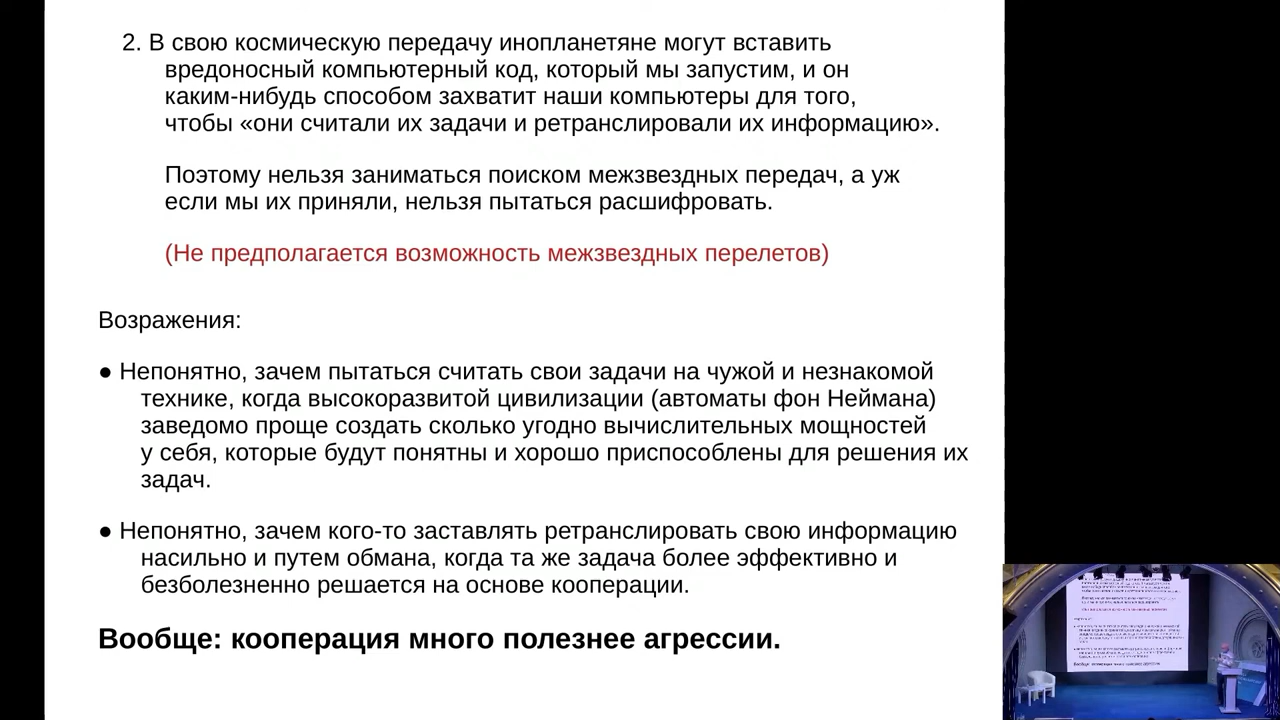 2. В свою космическую передачу инопланетяне могут вставить
вредоносный компьютерный код, который мы запустим, и он
каким-нибудь способом захватит наши компьютеры для того,
чтобы «они считали их задачи и ретранслировали их информацию».
Поэтому нельзя заниматься поиском межзвездных передач, а уж
если мы их приняли, нельзя пытаться расшифровать.
(Не предполагается возможность межзвездных перелетов)
Возражения:
● Непонятно, зачем пытаться считать свои задачи на чужой и незнакомой
технике, когда высокоразвитой цивилизации (автоматы фон Неймана)
заведомо проще создать сколько угодно вычислительных мощностей
у себя, которые будут понятны и хорошо приспособлены для решения их
задач.
● Непонятно, зачем кого-то заставлять ретранслировать свою информацию
насильно и путем обмана, когда та же задача более эффективно и
безболезненно решается на основе кооперации.
Вообще: кооперация много полезнее агрессии.